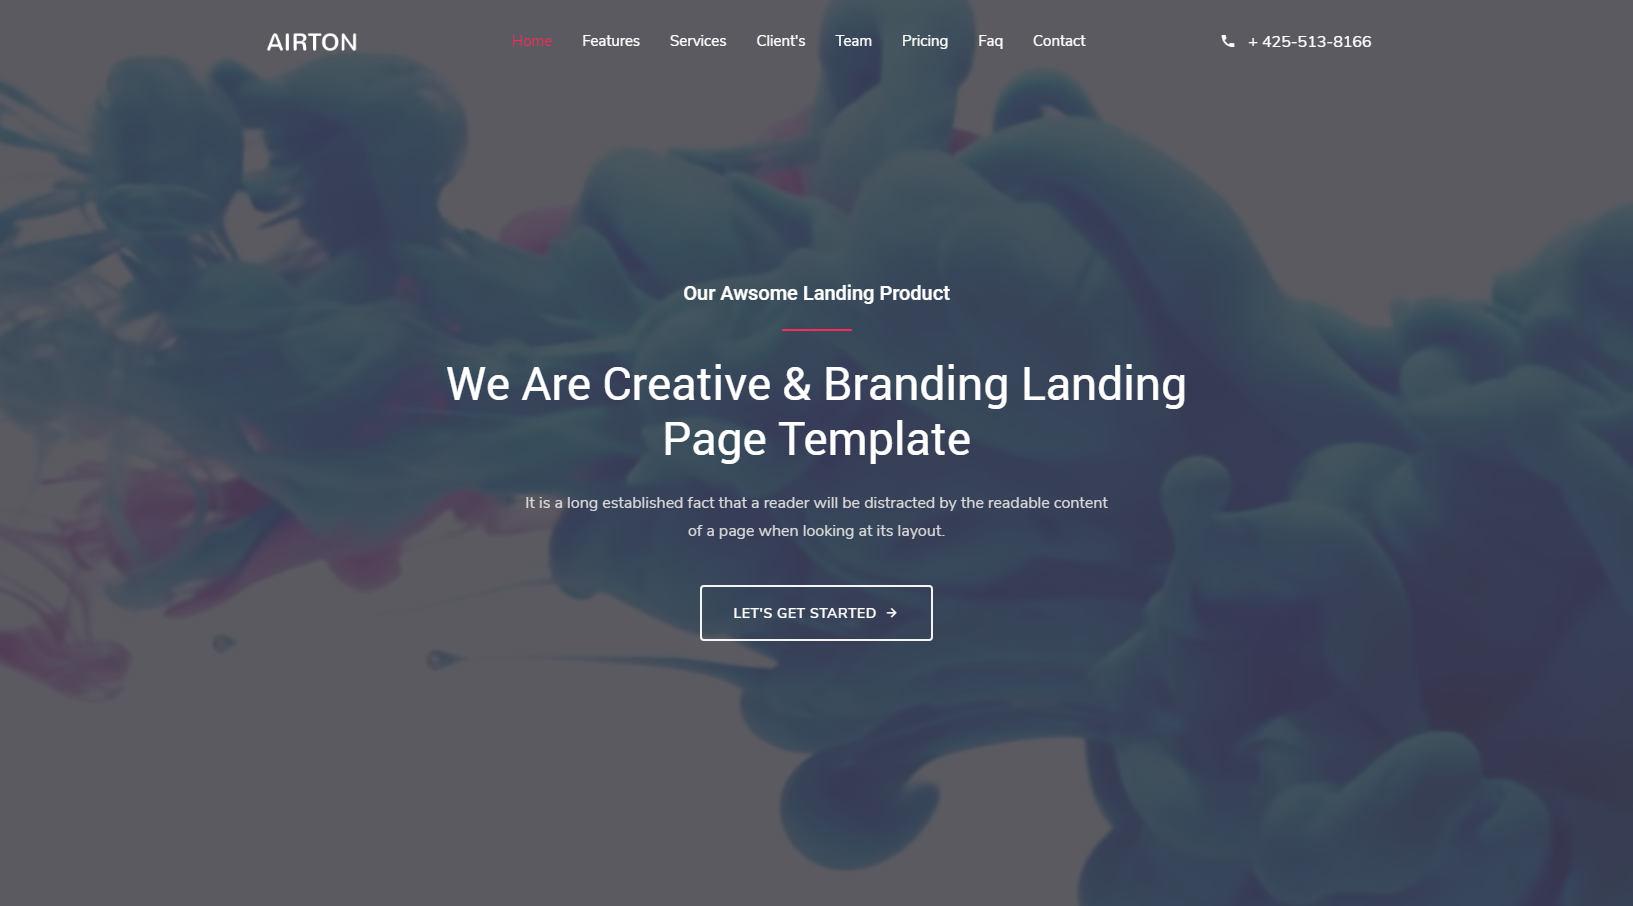 AIRTON
Home Features Services Client's Team Pricing Faq Contact
+ 425-513-8166
Our Awsome Landing Product
We Are Creative & Branding Landing
Page Template
It is a long established fact that a reader will be distracted by the readable content
of a page when looking at its layout.
LET'S GET STARTED →